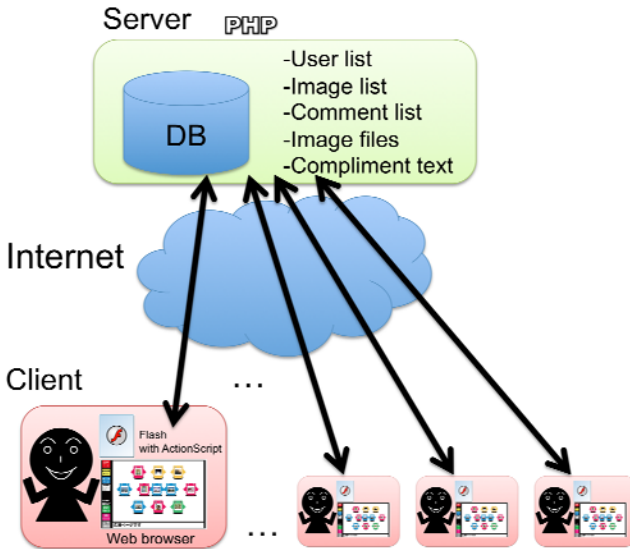 Server
PHP
DB
-User list
-Image list
-Comment list
-Image files
-Compliment text
Internet
Client
...
Flash
with ActionScript
Web browser
...